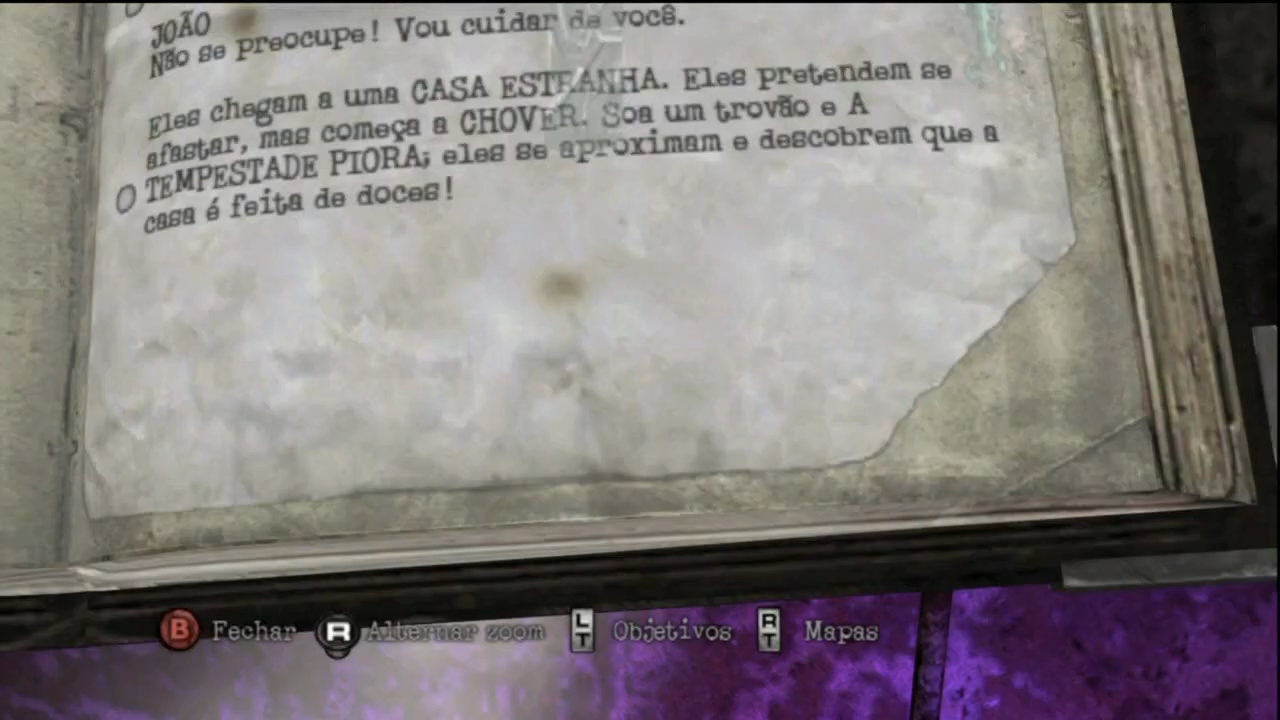 JOÃO
Não se preocupe! Vou cuidar de você.
Eles chegam a uma CASA ESTRANHA. Eles pretendem se
afastar, mas começa a CHOVER. Soa um trovão e A
TEMPESTADE PIORA; eles se aproximam e descobrem que a
casa é feita de doces!
B Fechar R Alternar zoom LT Objetivos RT Mapas